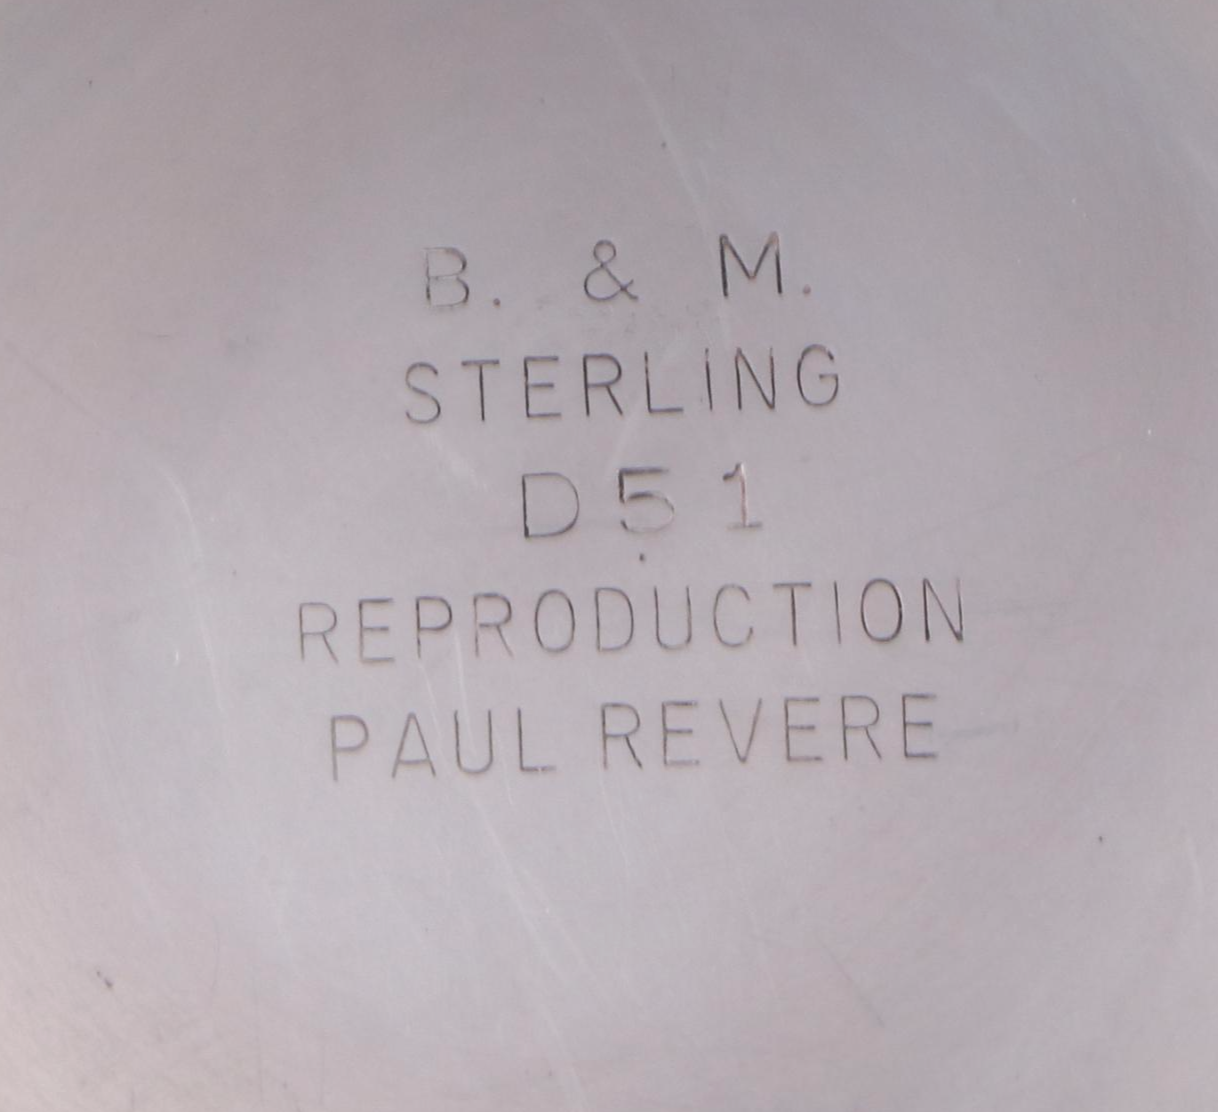 B. & M.
STERLING
D51
REPRODUCTION
PAUL REVERE